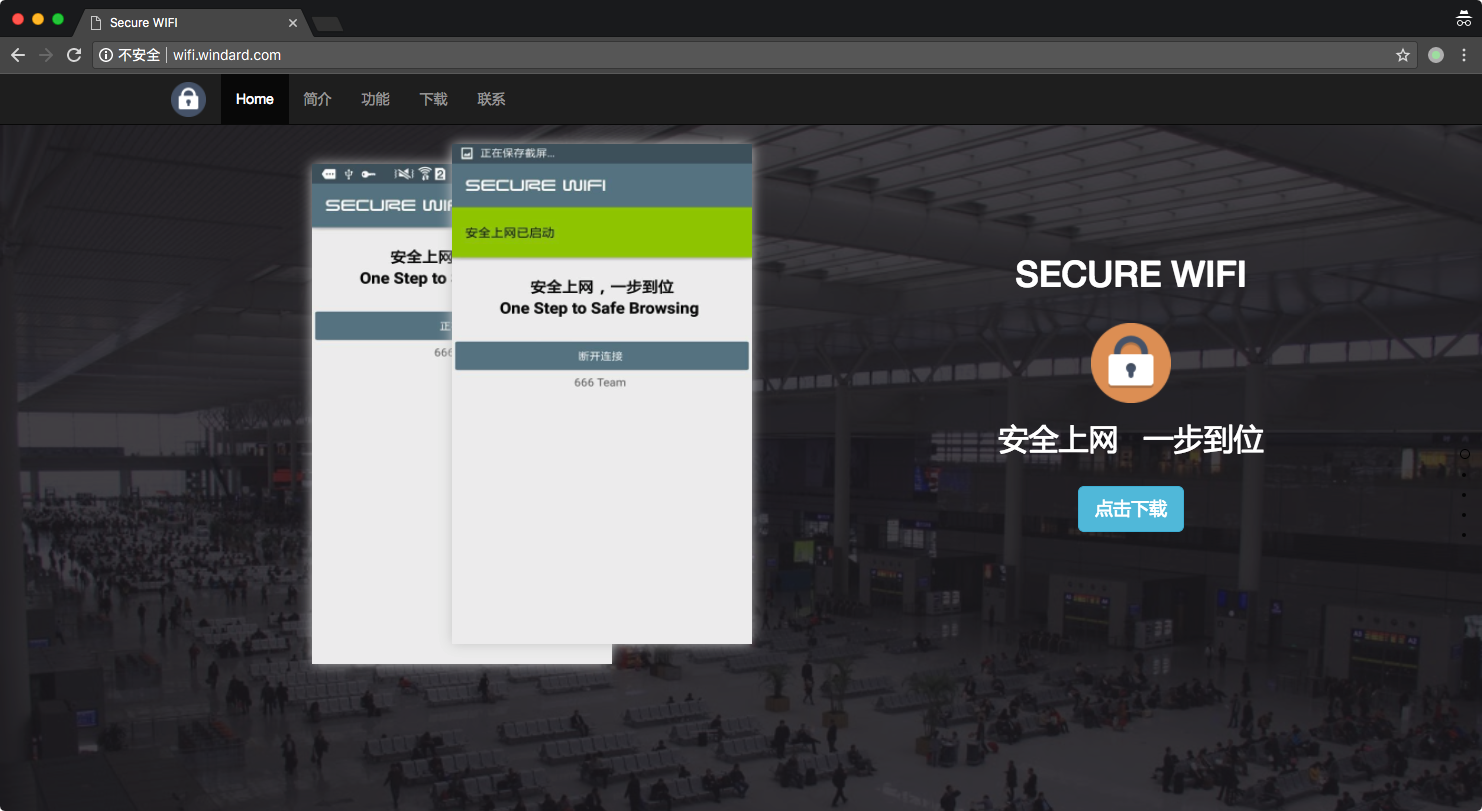 Secure WIFI
不安全 wifi.windard.com
Home 简介 功能 下载 联系
2
SECURE WIF
安全上网
One Step to
正
666
正在保存截屏...
SECURE WIFI
安全上网已启动
安全上网，一步到位
One Step to Safe Browsing
断开连接
666 Team
SECURE WIFI
安全上网 一步到位
点击下载